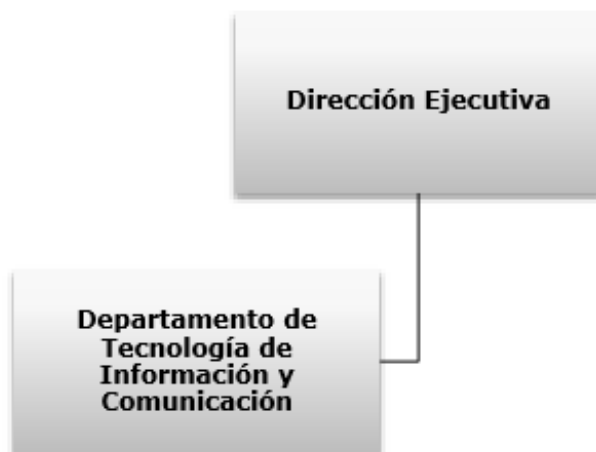 Dirección Ejecutiva
Departamento de
Tecnología de
Información y
Comunicación